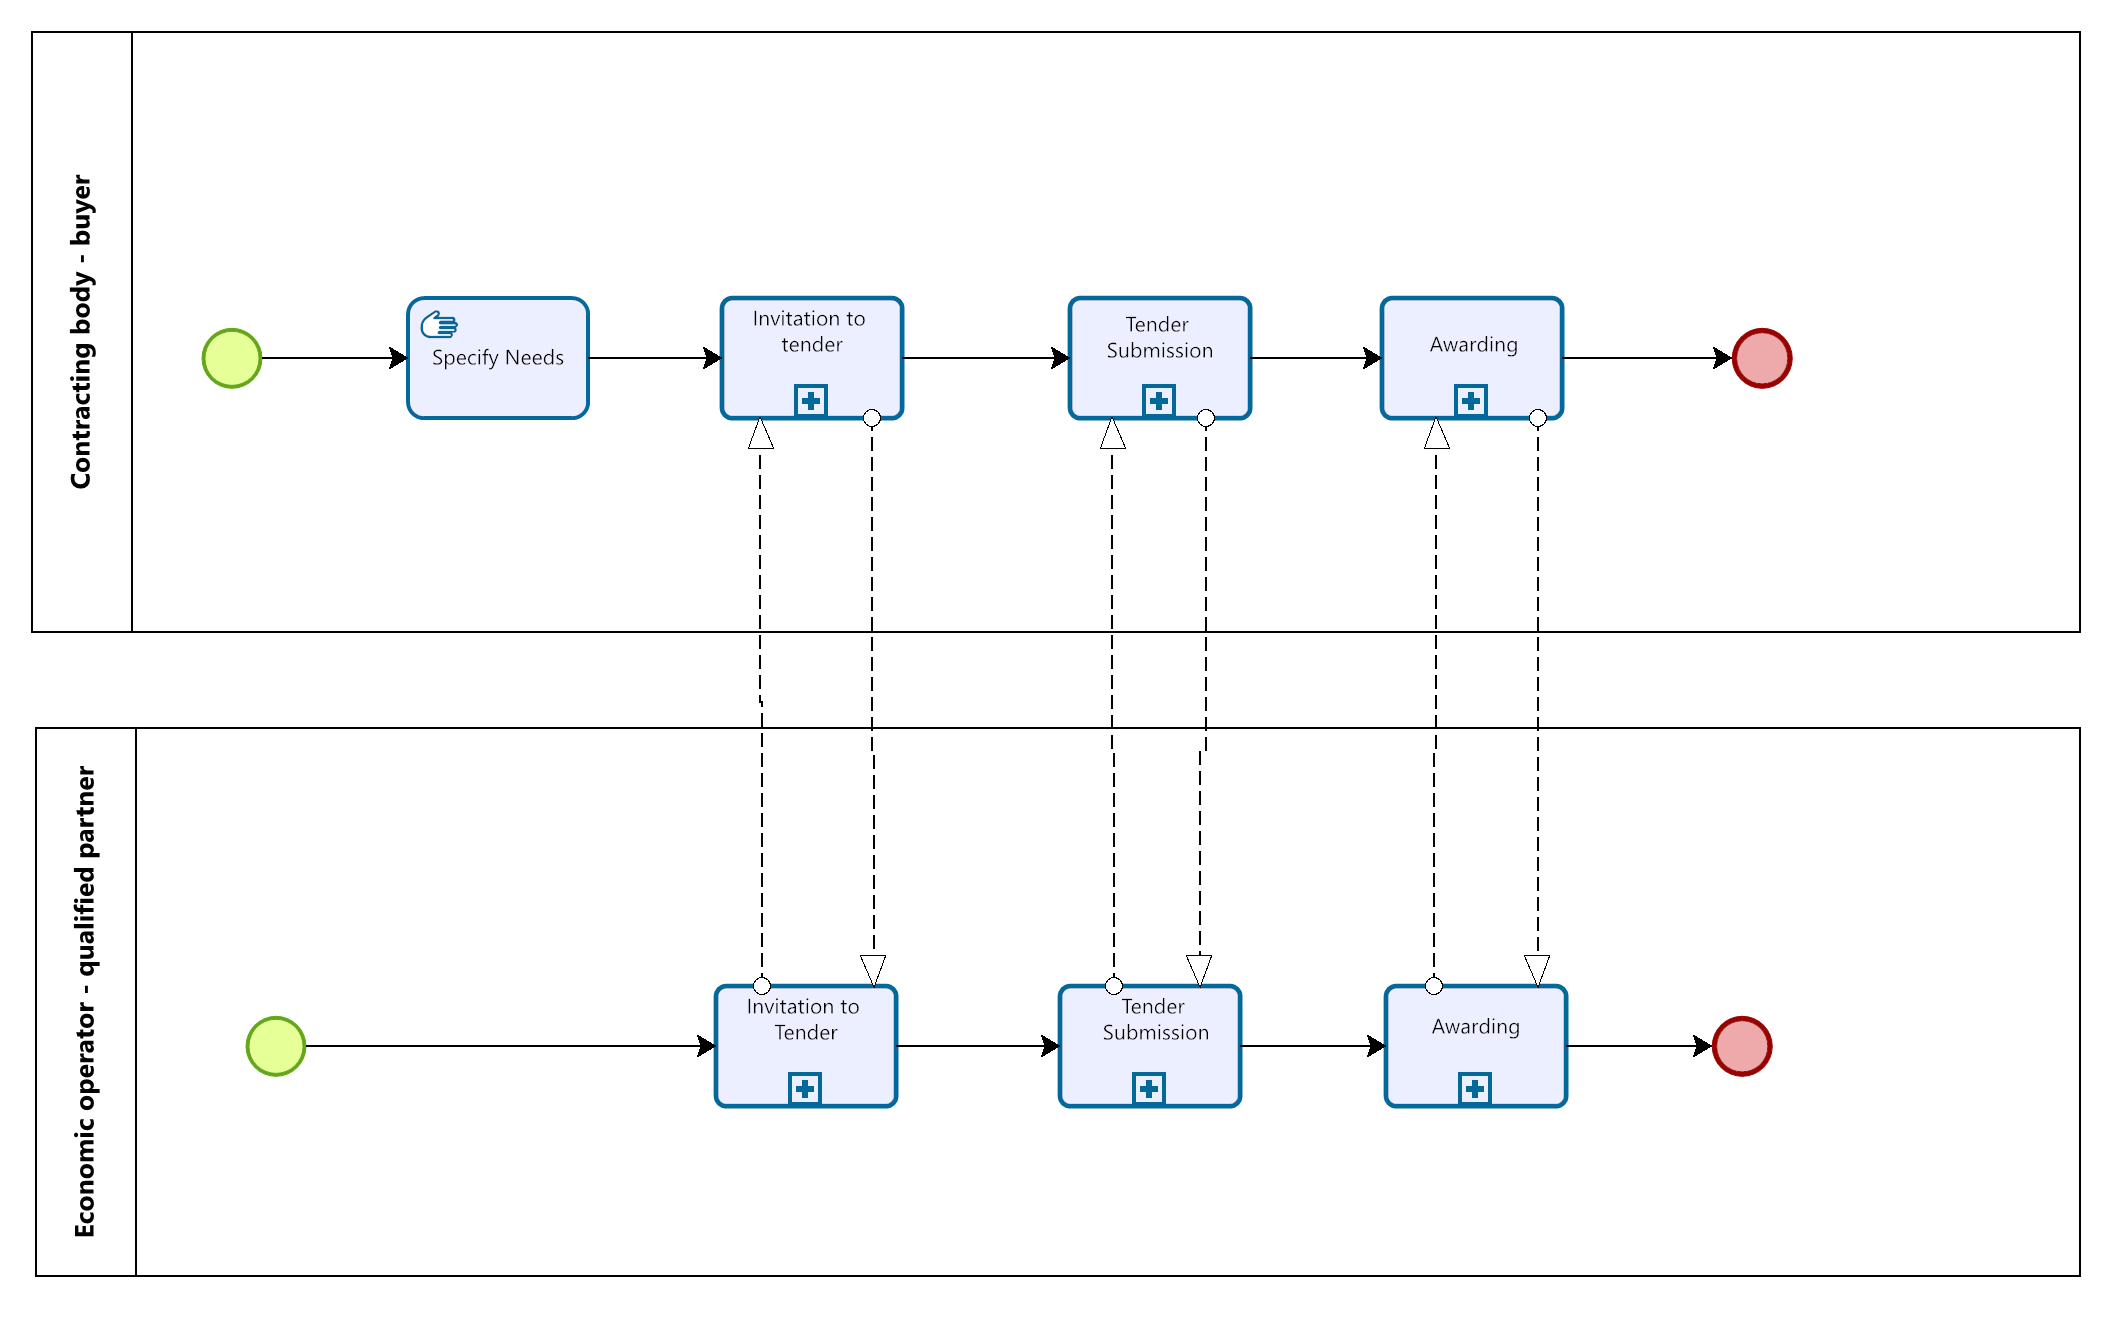 Contracting body - buyer
Specify Needs
Invitation to
tender
Tender
Submission
Awarding
Economic operator - qualified partner
Invitation to
Tender
Tender
Submission
Awarding